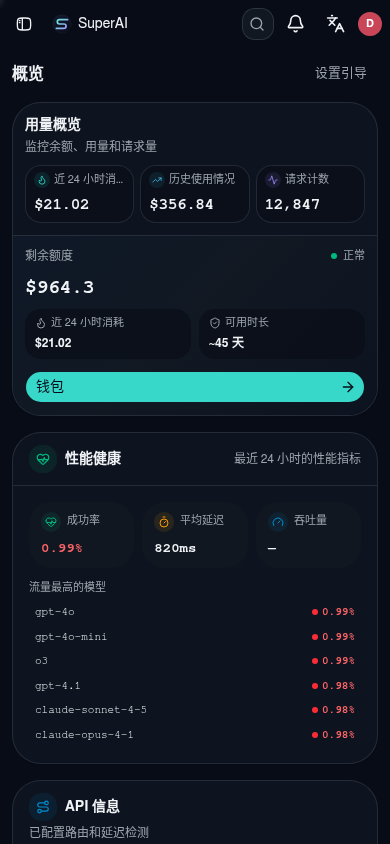 SuperAI
D
概览
设置引导
用量概览
监控余额、用量和请求量
近 24 小时消...
历史使用情况
请求计数
$21.02
$356.84
12,847
剩余额度
正常
$964.3
近 24 小时消耗
可用时长
$21.02
~45 天
钱包
性能健康
最近 24 小时的性能指标
成功率
平均延迟
吞吐量
0.99%
820ms
—
流量最高的模型
gpt-4o
0.99%
gpt-4o-mini
0.99%
o3
0.99%
gpt-4.1
0.98%
claude-sonnet-4-5
0.98%
claude-opus-4-1
0.98%
API 信息
已配置路由和延迟检测